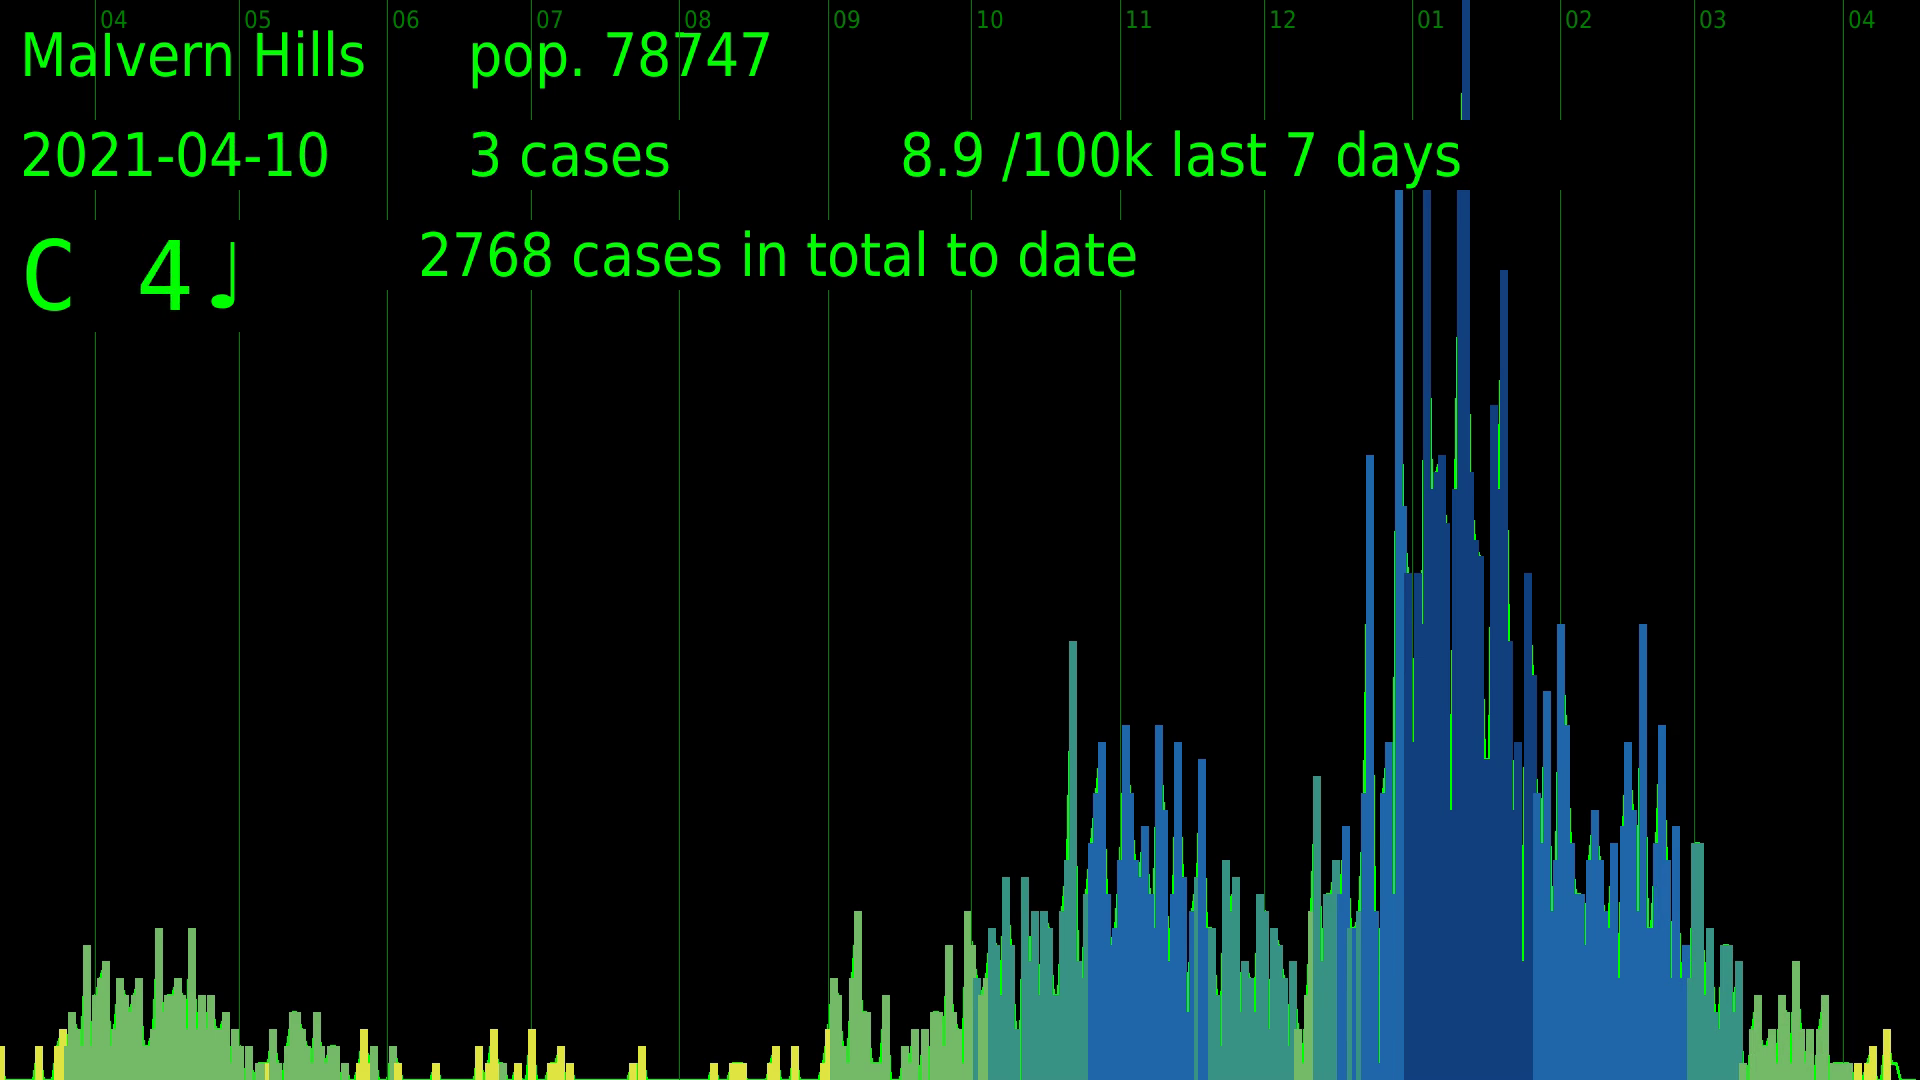 04 05 06 07 08 09 10 11 12 01 02 03 04
Malvern Hills pop. 78747
2021-04-10 3 cases 8.9 /100k last 7 days
C 4♩ 2768 cases in total to date